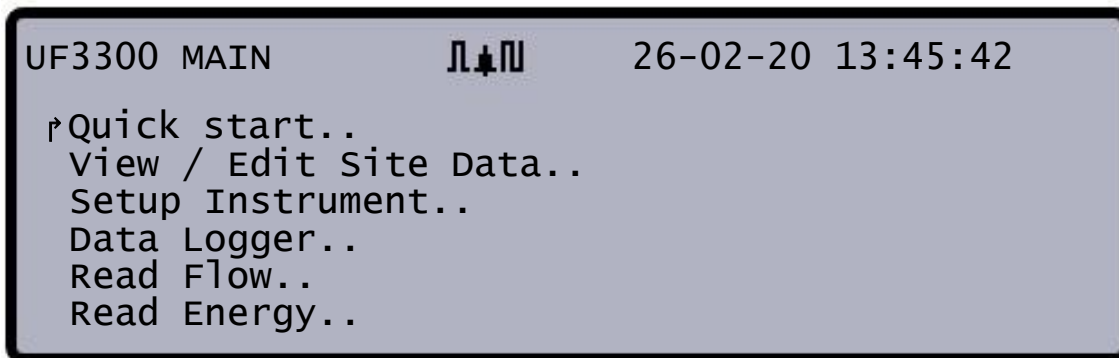 UF3300 MAIN 26-02-20 13:45:42
Quick start..
View / Edit Site Data..
Setup Instrument..
Data Logger..
Read Flow..
Read Energy..